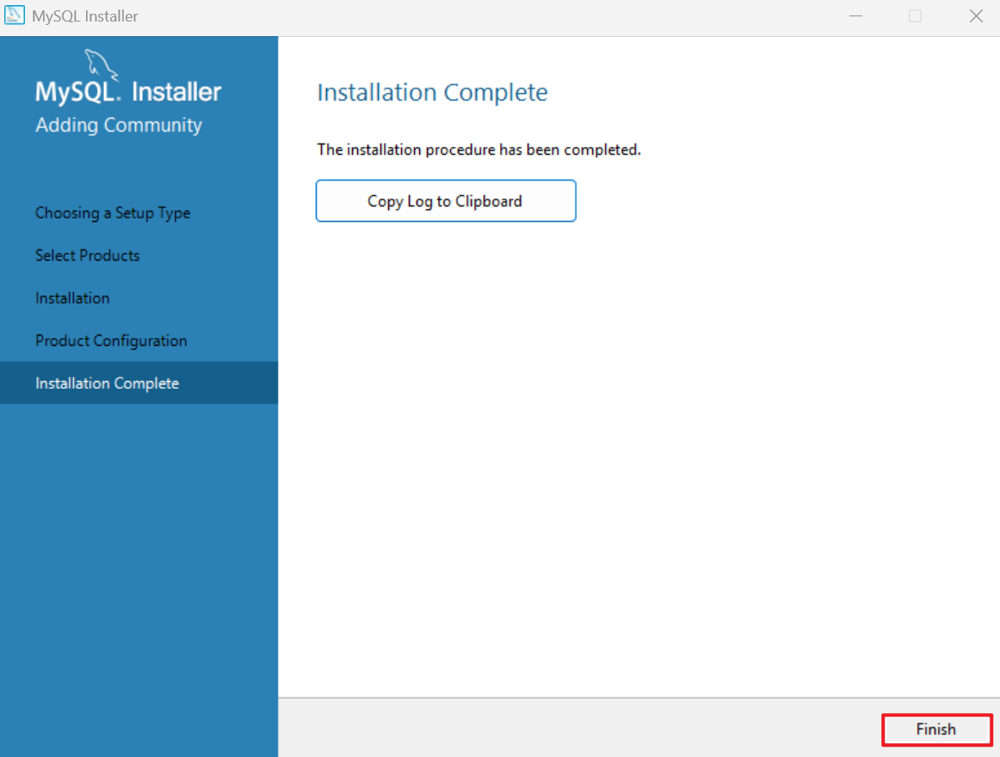 MySQL Installer
MySQL. Installer
Adding Community
Choosing a Setup Type
Select Products
Installation
Product Configuration
Installation Complete
Installation Complete
The installation procedure has been completed.
Copy Log to Clipboard
Finish